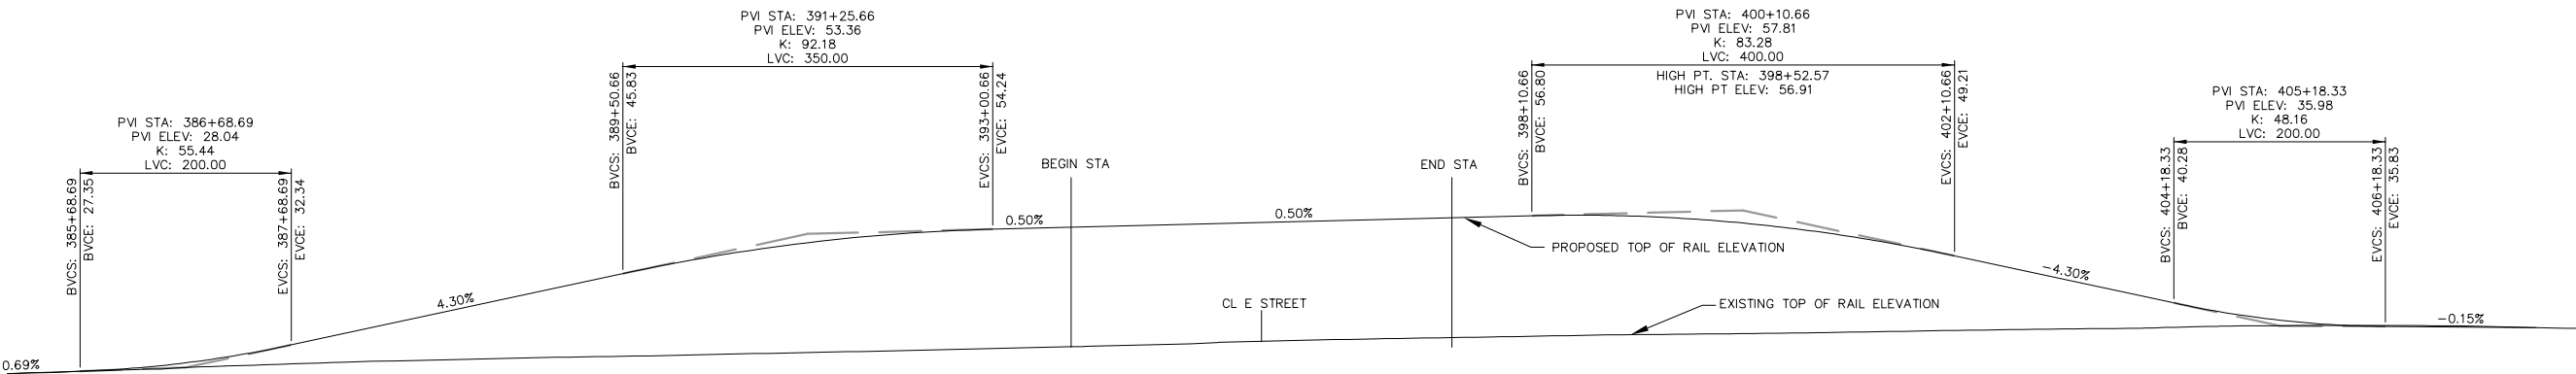 PVI STA: 386+68.69
PVI ELEV: 28.04
K: 55.44
LVC: 200.00
BVCS: 385+68.69
BVCE: 27.35
EVCS: 387+68.69
EVCE: 32.34
0.69%
4.30%
PVI STA: 391+25.66
PVI ELEV: 53.36
K: 92.18
LVC: 350.00
BVCS: 389+50.66
BVCE: 45.83
EVCS: 393+00.66
EVCE: 54.24
0.50%
BEGIN STA
0.50%
CL E STREET
END STA
PVI STA: 400+10.66
PVI ELEV: 57.81
K: 83.28
LVC: 400.00
HIGH PT. STA: 398+52.57
HIGH PT ELEV: 56.91
BVCS: 398+10.66
BVCE: 56.80
EVCS: 402+10.66
EVCE: 49.21
PROPOSED TOP OF RAIL ELEVATION
EXISTING TOP OF RAIL ELEVATION
-4.30%
PVI STA: 405+18.33
PVI ELEV: 35.98
K: 48.16
LVC: 200.00
BVCS: 404+18.33
BVCE: 40.28
EVCS: 406+18.33
EVCE: 35.83
-0.15%